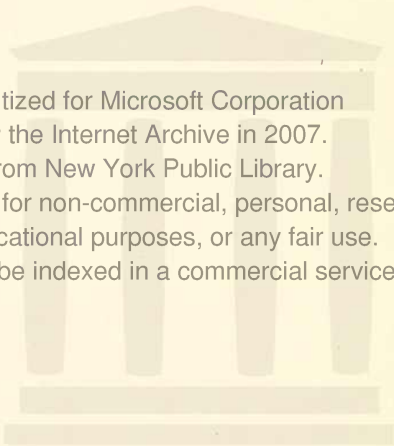 tized for Microsoft Corporation
the Internet Archive in 2007.
rom New York Public Library.
for non-commercial, personal, rese
cational purposes, or any fair use.
be indexed in a commercial service